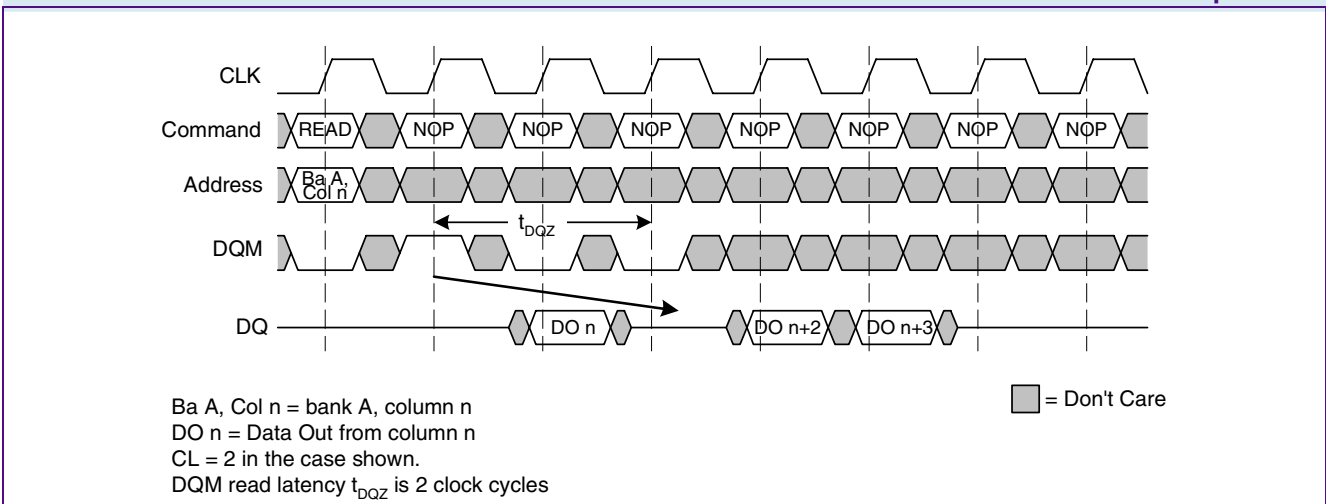 CLK
Command READ NOP NOP NOP NOP NOP NOP NOP
Address Ba A,
Col n
tDQZ
DQM
DQ DO n DO n+2 DO n+3
Ba A, Col n = bank A, column n
= Don't Care
DO n = Data Out from column n
CL = 2 in the case shown.
DQM read latency tDQZ is 2 clock cycles